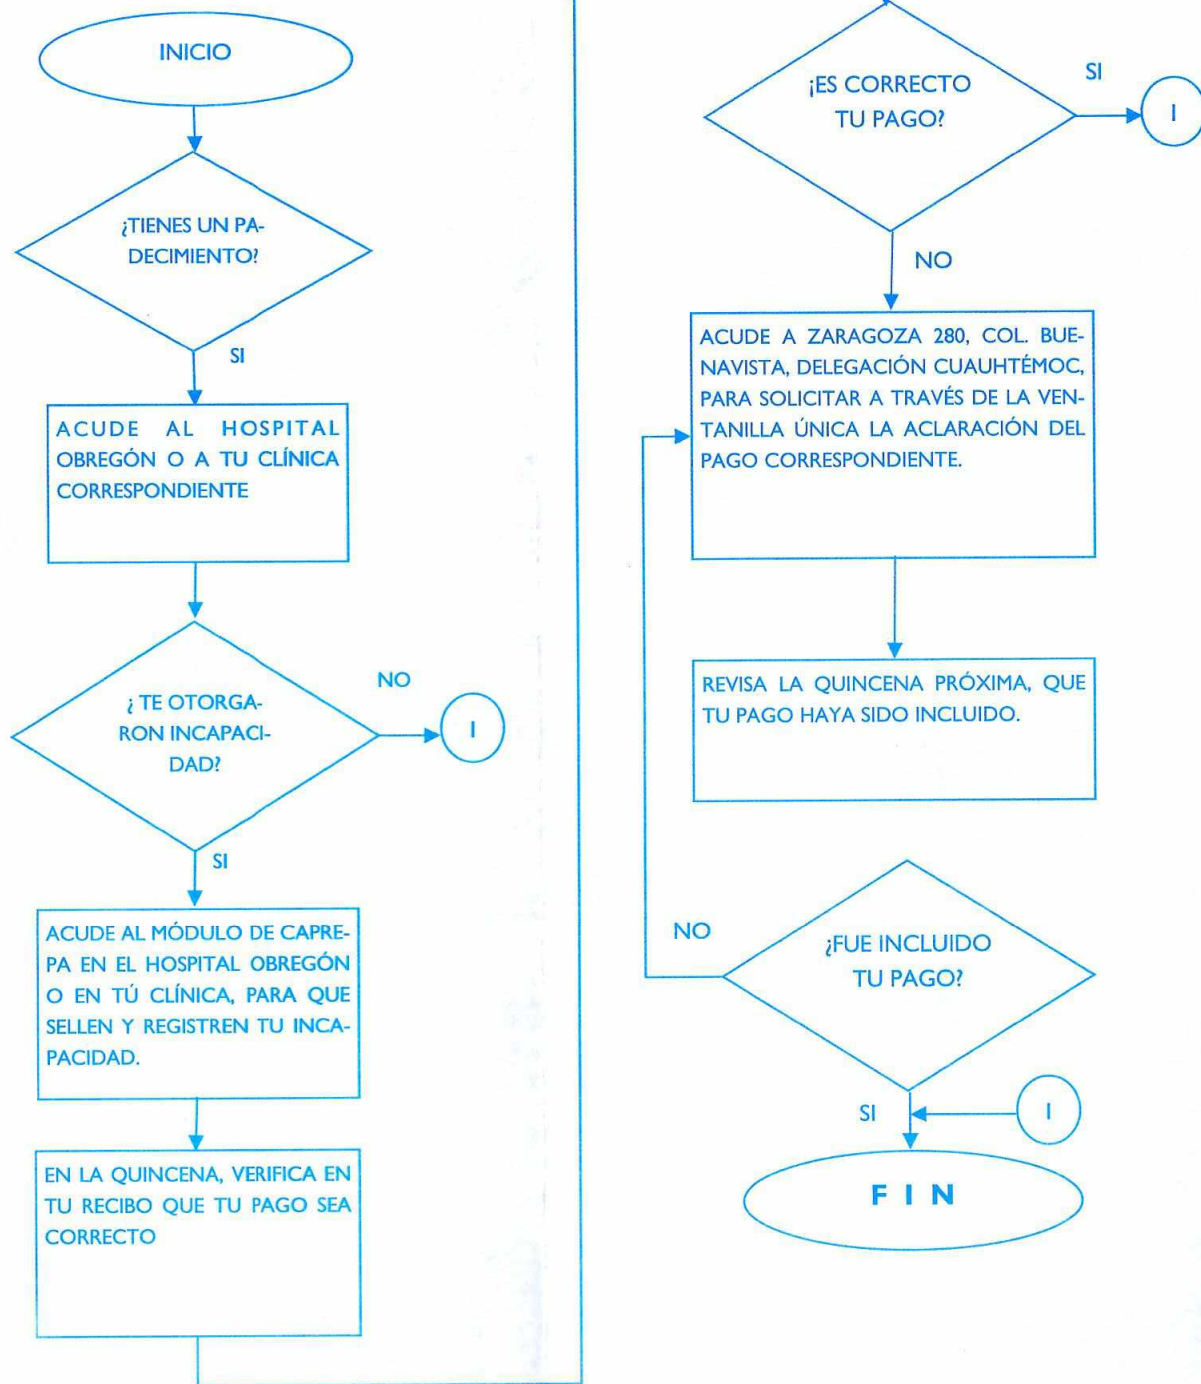 INICIO
¿TIENES UN PA-
DECIMIENTO?
SI
ACUDE AL HOSPITAL
OBREGÓN O A TU CLÍNICA
CORRESPONDIENTE
¿ TE OTORGA-
RON INCAPACI-
DAD?
NO
I
SI
ACUDE AL MÓDULO DE CAPRE-
PA EN EL HOSPITAL OBREGÓN
O EN TÚ CLÍNICA, PARA QUE
SELLEN Y REGISTREN TU INCA-
PACIDAD.
EN LA QUINCENA, VERIFICA EN
TU RECIBO QUE TU PAGO SEA
CORRECTO
¡ES CORRECTO
TU PAGO?
SI
I
NO
ACUDE A ZARAGOZA 280, COL. BUE-
NAVISTA, DELEGACIÓN CUAUHTÉMOC,
PARA SOLICITAR A TRAVÉS DE LA VEN-
TANILLA ÚNICA LA ACLARACIÓN DEL
PAGO CORRESPONDIENTE.
REVISA LA QUINCENA PRÓXIMA, QUE
TU PAGO HAYA SIDO INCLUIDO.
¿FUE INCLUIDO
TU PAGO?
NO
SI
I
F I N